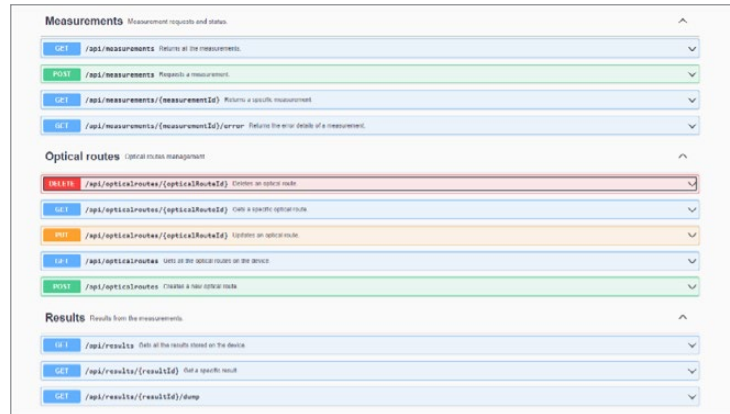 Measurements Measurement requests and status.
GET /api/measurements Returns all the measurements.
POST /api/measurements Requests a measurement.
GET /api/measurements/{measurementId} Returns a specific measurement.
GET /api/measurements/{measurementId}/error Returns the error details of a measurement.
Optical routes Optical routes management
DELETE /api/opticalroutes/{opticalRouteId} Deletes an optical route.
GET /api/opticalroutes/{opticalRouteId} Gets a specific optical route.
PUT /api/opticalroutes/{opticalRouteId} Updates an optical route.
GET /api/opticalroutes Gets all the optical routes on the device.
POST /api/opticalroutes Creates a new optical route.
Results Results from the measurements.
GET /api/results Gets all the results stored on the device.
GET /api/results/{resultId} Get a specific result
GET /api/results/{resultId}/dump